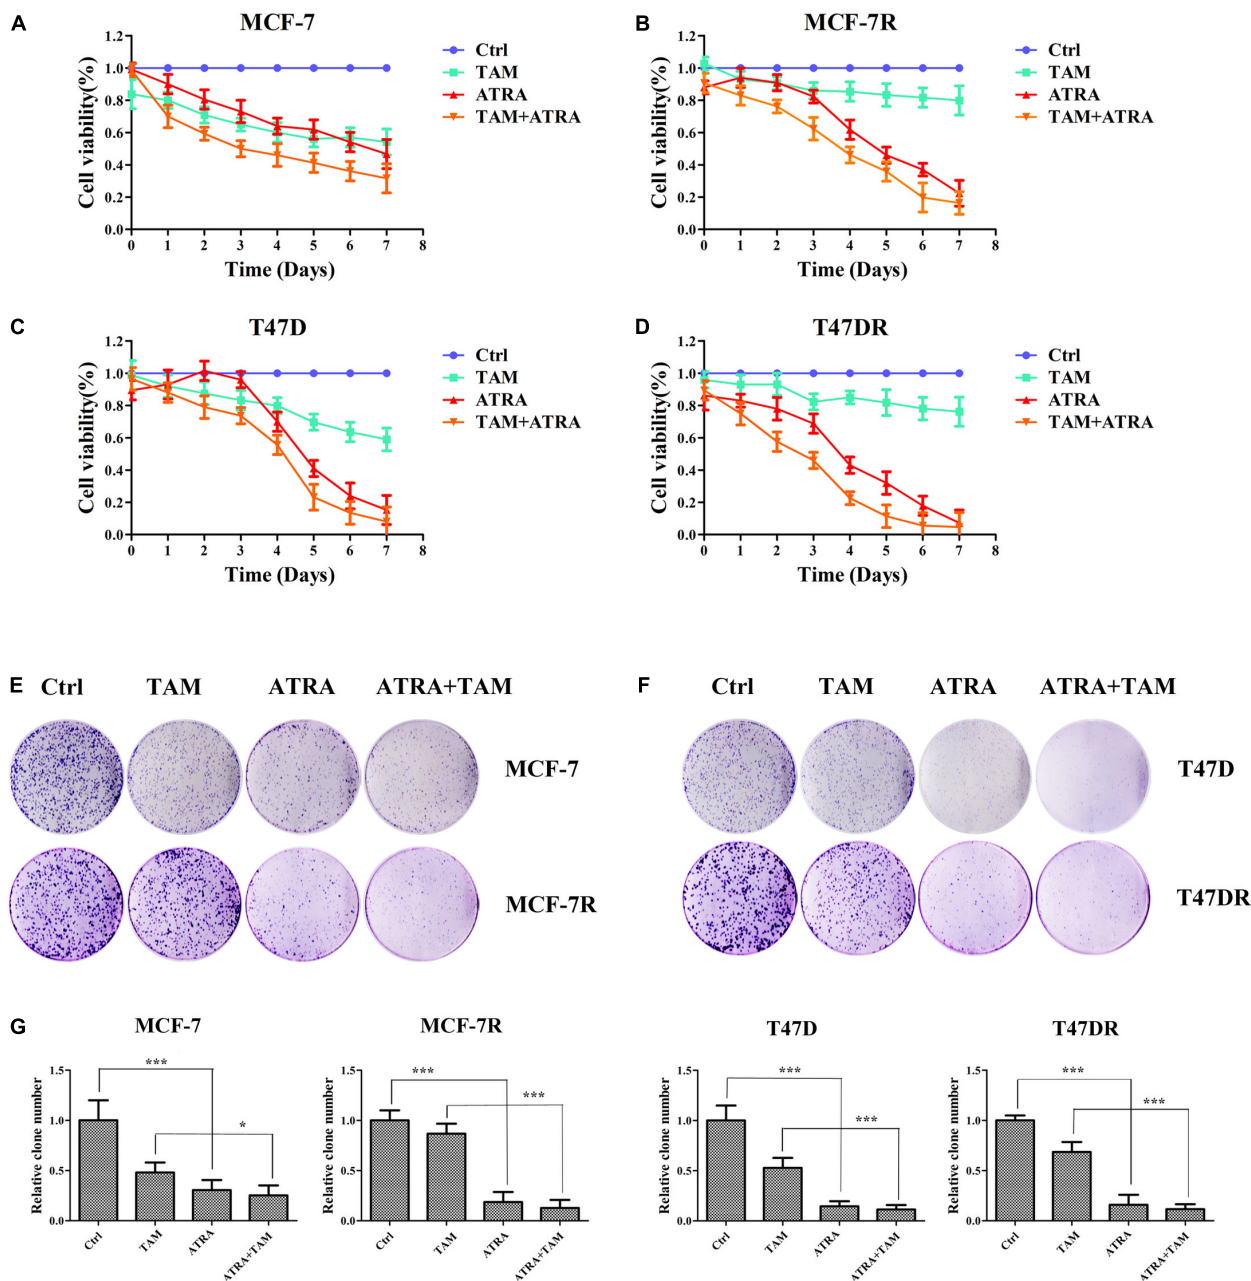 A
MCF-7
Cell viability(%)
1.2
1.0
0.8
0.6
0.4
0.2
0.0
0 1 2 3 4 5 6 7 8
Time (Days)
Ctrl
TAM
ATRA
TAM+ATRA
B
MCF-7R
Cell viability(%)
1.2
1.0
0.8
0.6
0.4
0.2
0.0
0 1 2 3 4 5 6 7 8
Time (Days)
Ctrl
TAM
ATRA
TAM+ATRA
C
T47D
Cell viability(%)
1.2
1.0
0.8
0.6
0.4
0.2
0.0
0 1 2 3 4 5 6 7 8
Time (Days)
Ctrl
TAM
ATRA
TAM+ATRA
D
T47DR
Cell viability(%)
1.2
1.0
0.8
0.6
0.4
0.2
0.0
0 1 2 3 4 5 6 7 8
Time (Days)
Ctrl
TAM
ATRA
TAM+ATRA
E
Ctrl TAM ATRA ATRA+TAM
MCF-7
MCF-7R
F
Ctrl TAM ATRA ATRA+TAM
T47D
T47DR
G
MCF-7
Relative clone number
1.5
1.0
0.5
0.0
***
*
Ctrl TAM ATRA ATRA+TAM
MCF-7R
Relative clone number
1.5
1.0
0.5
0.0
***
***
Ctrl TAM ATRA ATRA+TAM
T47D
Relative clone number
1.5
1.0
0.5
0.0
***
***
Ctrl TAM ATRA ATRA+TAM
T47DR
Relative clone number
1.5
1.0
0.5
0.0
***
***
Ctrl TAM ATRA ATRA+TAM